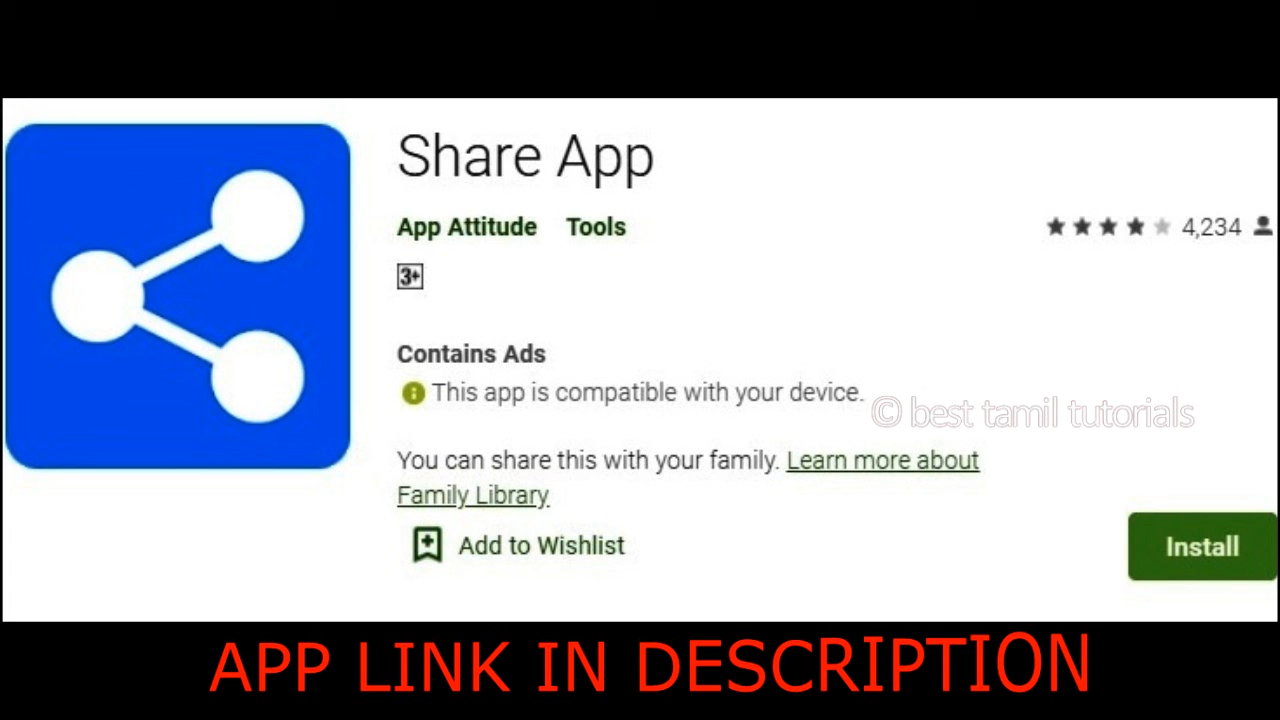 Share App
App Attitude Tools
4,234
3+
Contains Ads
This app is compatible with your device.
© best tamil tutorials
You can share this with your family. Learn more about
Family Library.
Add to Wishlist
Install
APP LINK IN DESCRIPTION